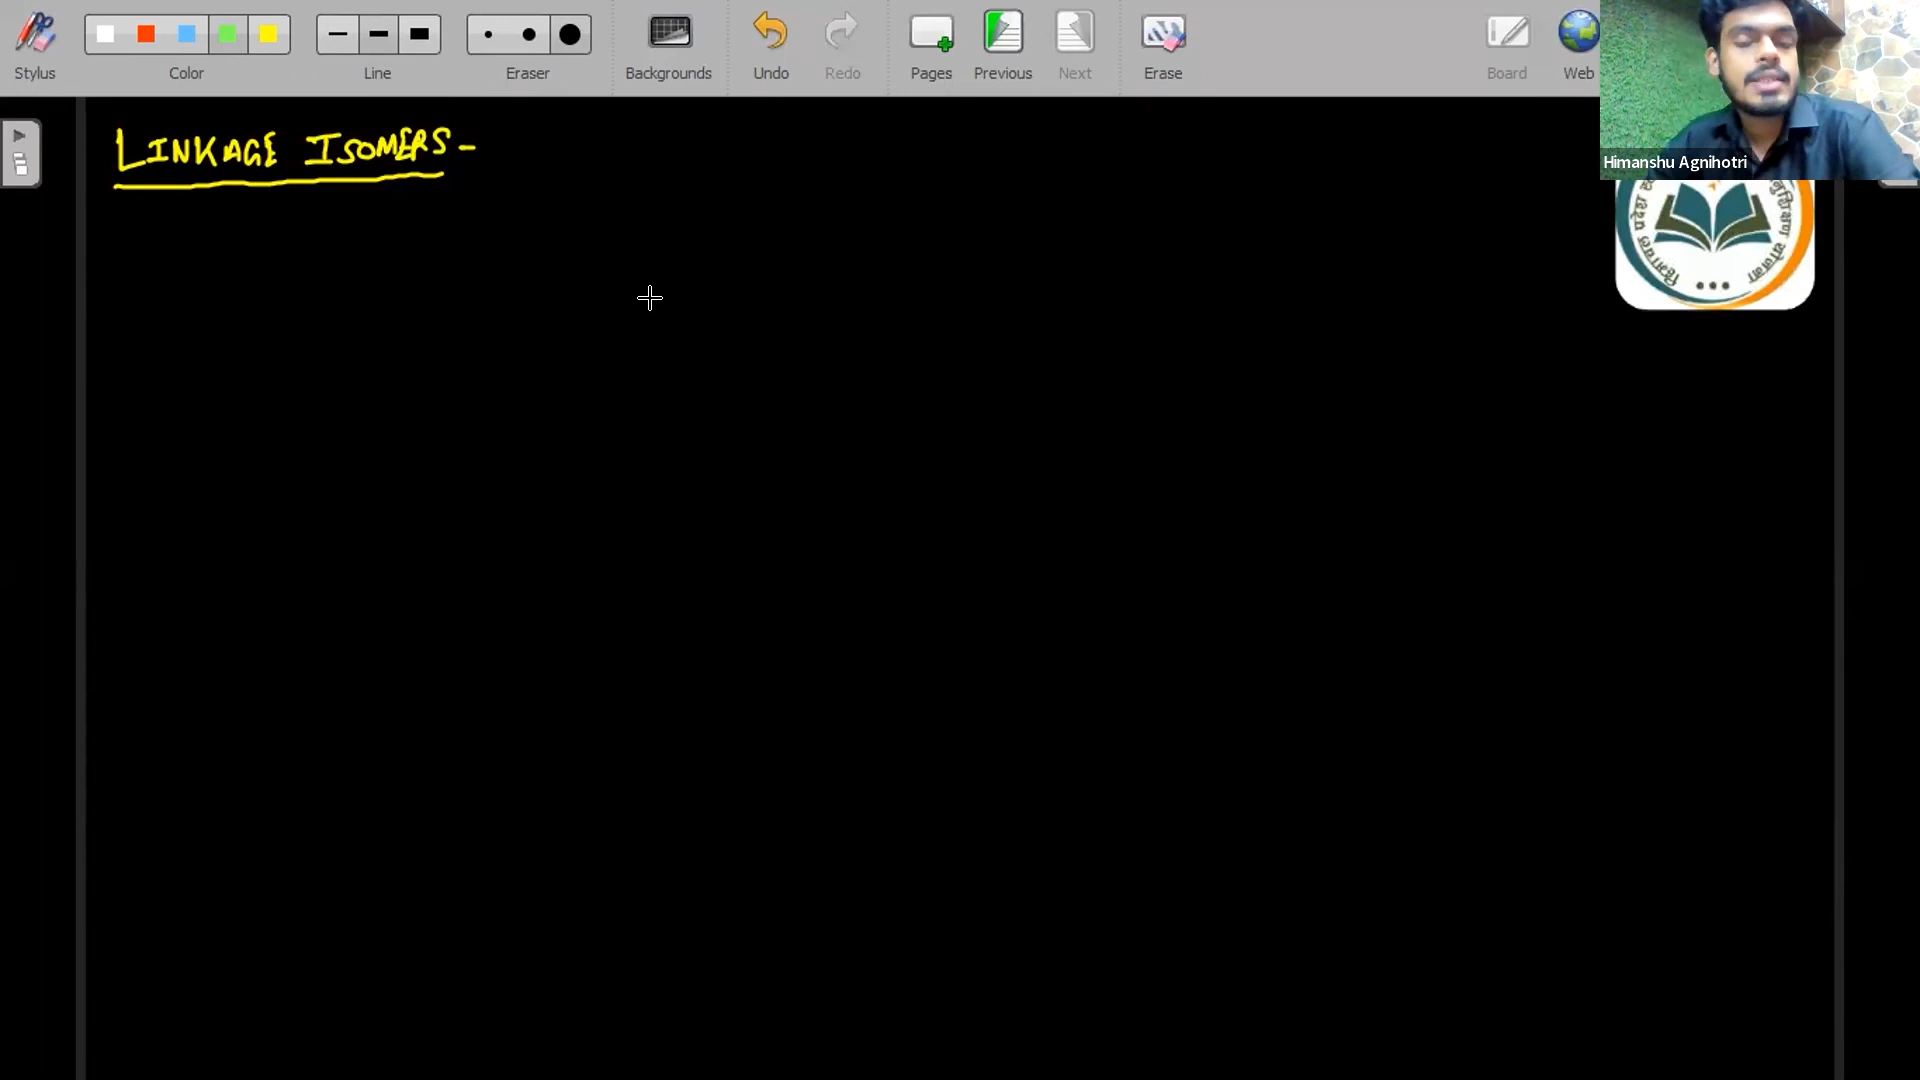 Stylus
Color
Line
Eraser
Backgrounds
Undo
Redo
Pages
Previous
Next
Erase
Board
Web
Himanshu Agnihotri
LINKAGE ISOMERS-